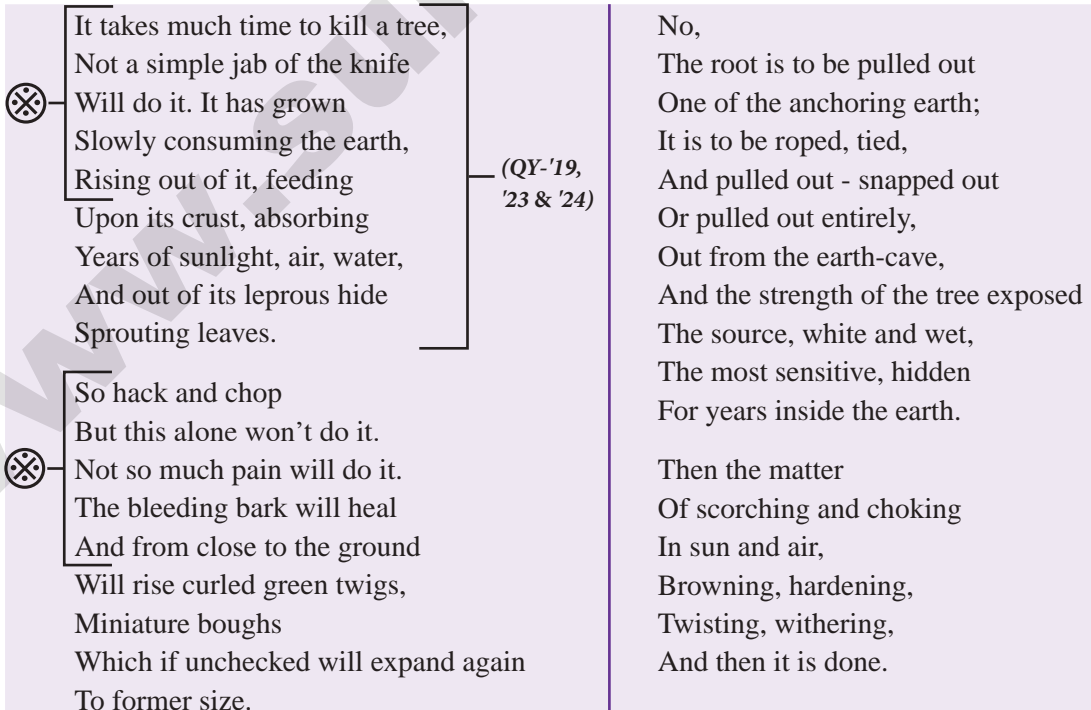 It takes much time to kill a tree,
Not a simple jab of the knife
Will do it. It has grown
Slowly consuming the earth,
Rising out of it, feeding
Upon its crust, absorbing
Years of sunlight, air, water,
And out of its leprous hide
Sprouting leaves.
(QY-'19,
'23 & '24)
So hack and chop
But this alone won't do it.
Not so much pain will do it.
The bleeding bark will heal
And from close to the ground
Will rise curled green twigs,
Miniature boughs
Which if unchecked will expand again
To former size.
No,
The root is to be pulled out
One of the anchoring earth;
It is to be roped, tied,
And pulled out - snapped out
Or pulled out entirely,
Out from the earth-cave,
And the strength of the tree exposed
The source, white and wet,
The most sensitive, hidden
For years inside the earth.
Then the matter
Of scorching and choking
In sun and air,
Browning, hardening,
Twisting, withering,
And then it is done.